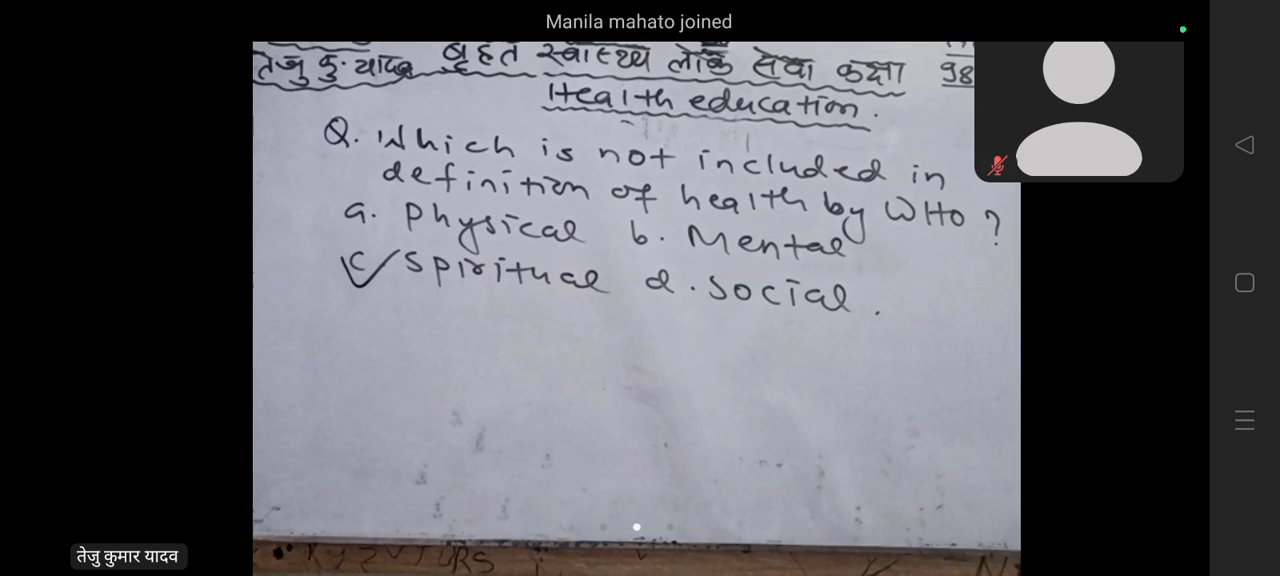 Manila mahato joined
तेजु कु. यादव बृहत स्वास्थ्य लोक सेवा कक्षा 98
Health education.
Q. Which is not included in
definition of health by WHO ?
a. Physical b. Mental
c. Spiritual d. Social.
तेजु कुमार यादव